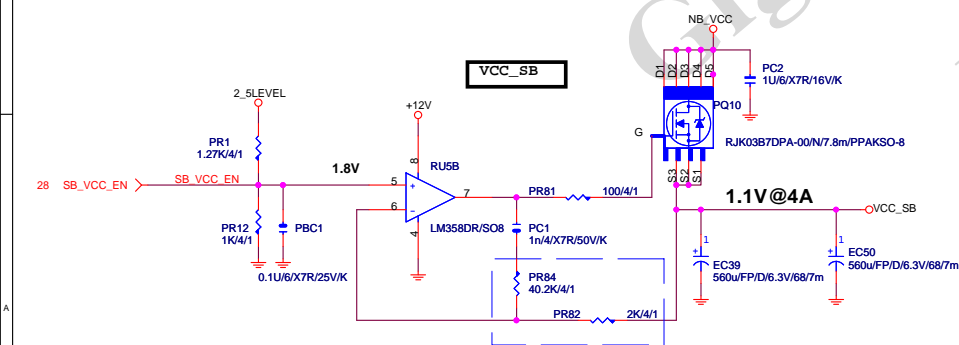 Gig
NB_VCC
VCC_SB
D1
D2
D3
D4
D5
PC2
1U/6/X7R/16V/K
2_5LEVEL
+12V
PQ10
G
RJK03B7DPA-00/N/7.8m/PPAKSO-8
PR1
1.27K/4/1
1.8V
8
RU5B
S3
S2
S1
28 SB_VCC_EN
SB_VCC_EN
5
+
7
PR81
100/4/1
1.1V@4A
6
-
VCC_SB
PR12
1K/4/1
PBC1
4
LM358DR/SO8
PC1
1n/4/X7R/50V/K
1
1
0.1U/6/X7R/25V/K
+
EC39
560u/FP/D/6.3V/68/7m
+
EC50
560u/FP/D/6.3V/68/7m
PR84
40.2K/4/1
A
PR82
2K/4/1